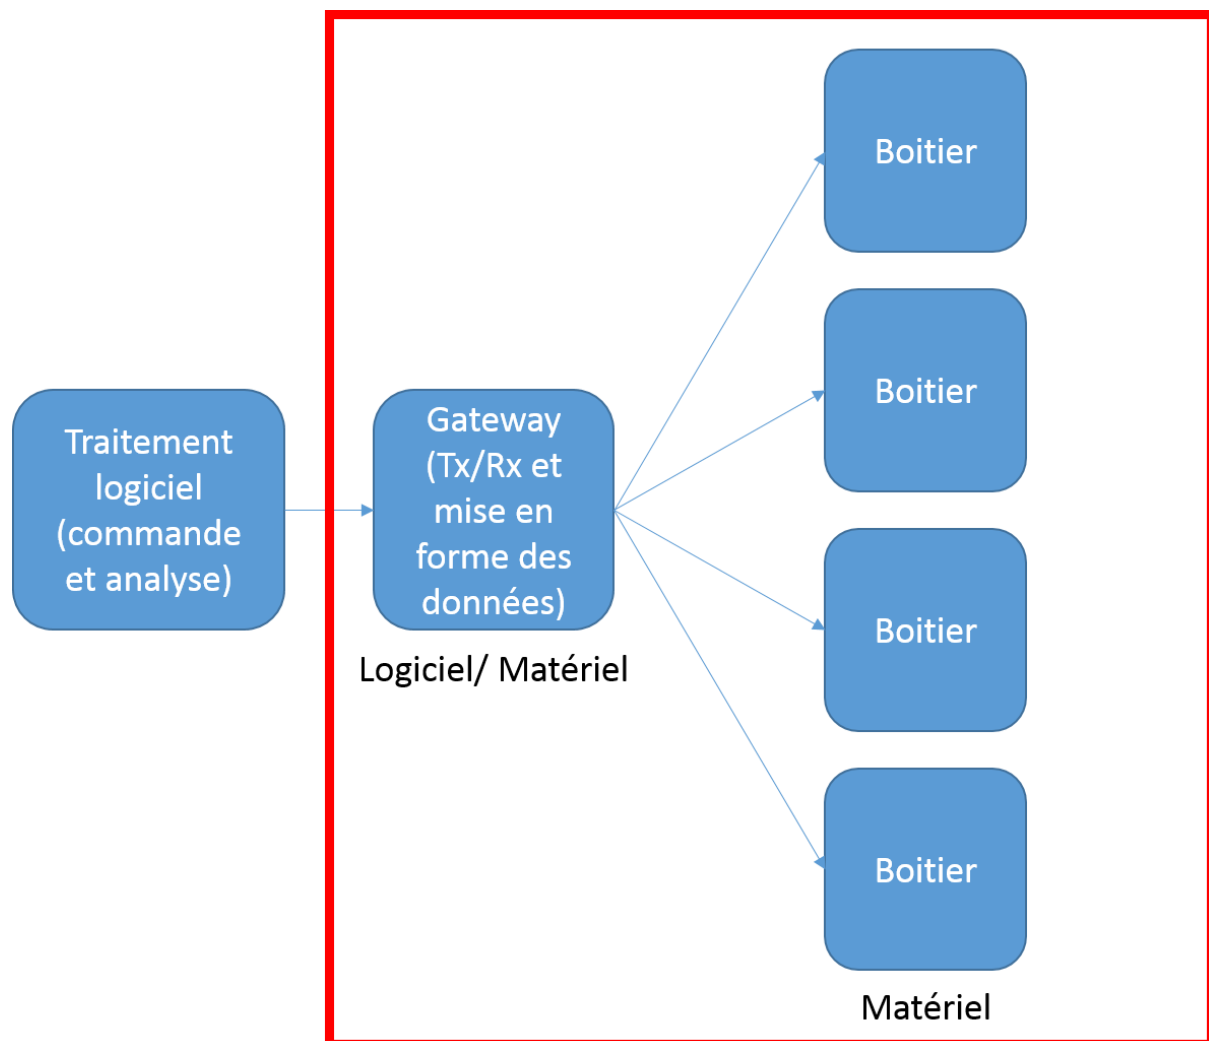 Traitement
logiciel
(commande
et analyse)
Gateway
(Tx/Rx et
mise en
forme des
données)
Logiciel/ Matériel
Boitier
Boitier
Boitier
Boitier
Matériel